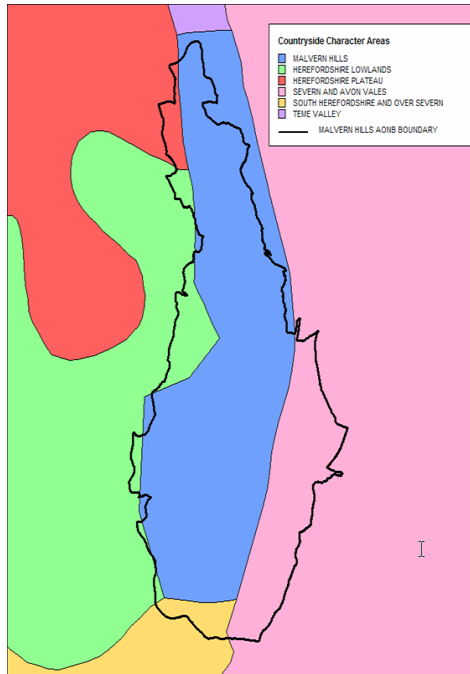 Countryside Character Areas
MALVERN HILLS
HEREFORDSHIRE LOWLANDS
HEREFORDSHIRE PLATEAU
SEVERN AND AVON VALES
SOUTH HEREFORDSHIRE AND OVER SEVERN
TEME VALLEY
MALVERN HILLS AONB BOUNDARY